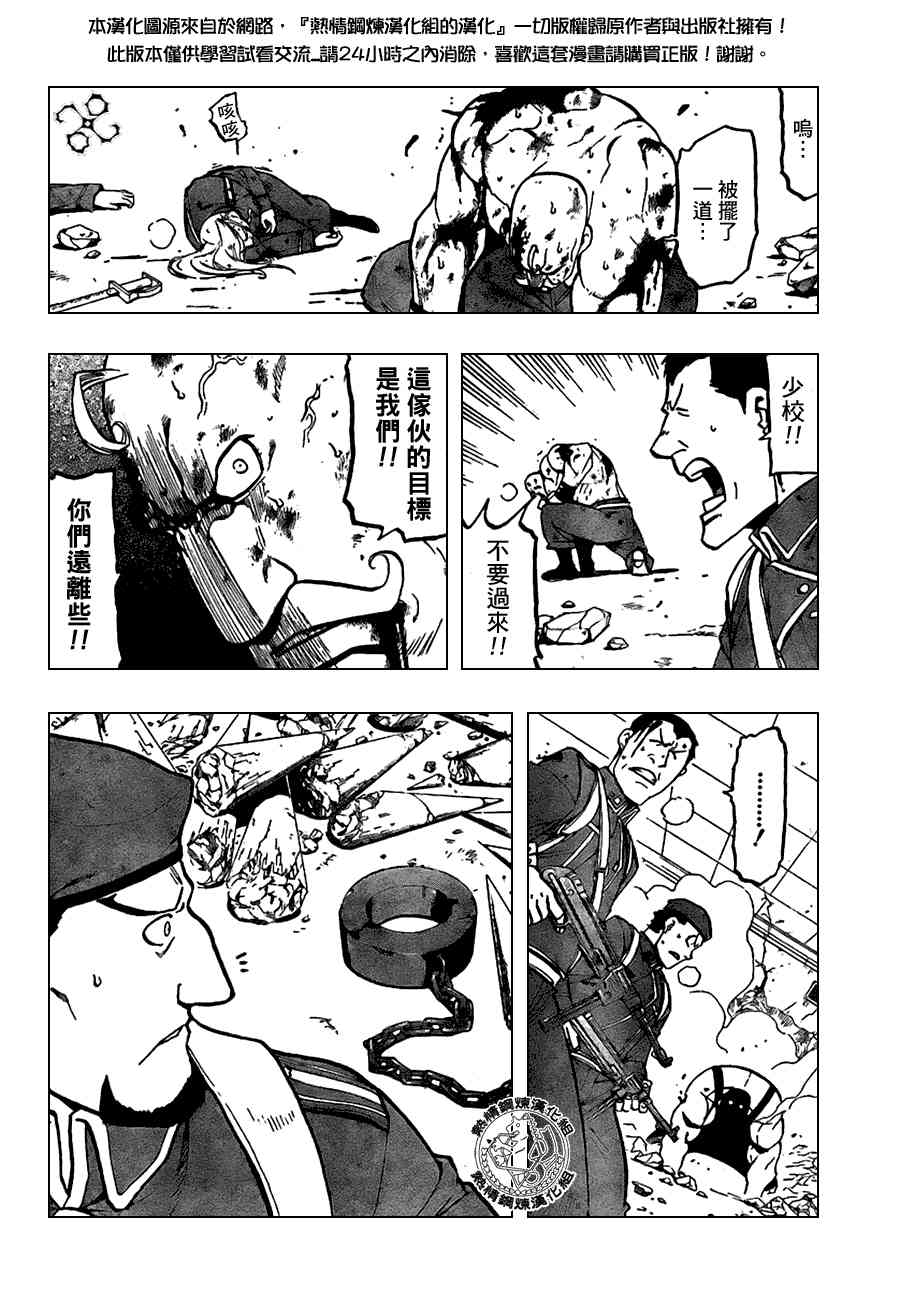 本漢化圖源來自於網路,『熱情鋼煉漢化組的漢化』一切版權歸原作者與出版社擁有!
此版本僅供學習試看交流_請24小時之內消除,喜歡這套漫畫請購買正版!謝謝。
嗚…
被擺了
一道…
咳咳
少校!!
不要過來!!
這傢伙的目標
是我們!!
你們遠離些!!
………
熱情鋼煉漢化組
熱情鋼煉漢化組